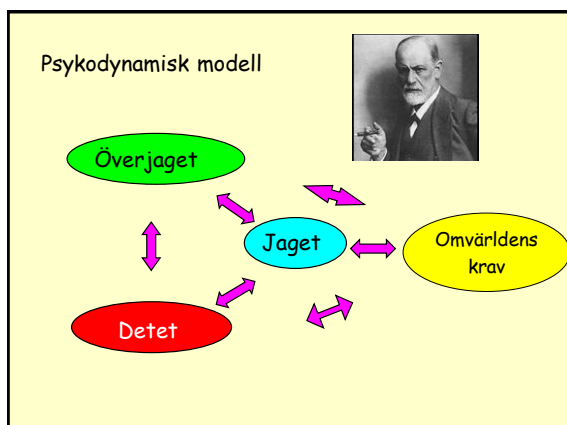 Psykodynamisk modell
Överjaget
Jaget
Omvärldens
krav
Detet